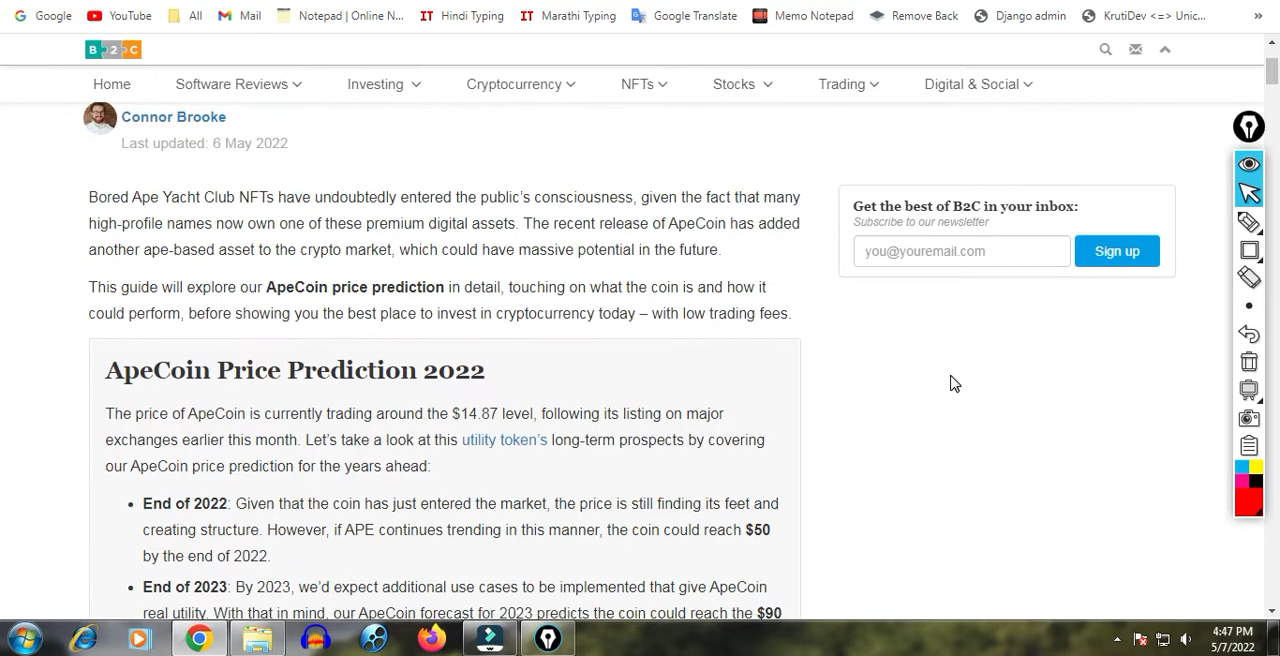 Google YouTube All Mail Notepad | Online N... Hindi Typing Marathi Typing Google Translate Memo Notepad Remove Back Django admin KrutiDev <=> Unic... »
B 2 C
Home Software Reviews Investing Cryptocurrency NFTs Stocks Trading Digital & Social
Connor Brooke
Last updated: 6 May 2022
Bored Ape Yacht Club NFTs have undoubtedly entered the public's consciousness, given the fact that many
high-profile names now own one of these premium digital assets. The recent release of ApeCoin has added
another ape-based asset to the crypto market, which could have massive potential in the future.
This guide will explore our ApeCoin price prediction in detail, touching on what the coin is and how it
could perform, before showing you the best place to invest in cryptocurrency today – with low trading fees.
Get the best of B2C in your inbox:
Subscribe to our newsletter
you@youremail.com Sign up
ApeCoin Price Prediction 2022
The price of ApeCoin is currently trading around the $14.87 level, following its listing on major
exchanges earlier this month. Let's take a look at this utility token's long-term prospects by covering
our ApeCoin price prediction for the years ahead:
• End of 2022: Given that the coin has just entered the market, the price is still finding its feet and
creating structure. However, if APE continues trending in this manner, the coin could reach $50
by the end of 2022.
• End of 2023: By 2023, we'd expect additional use cases to be implemented that give ApeCoin
real utility. With that in mind, our ApeCoin forecast for 2023 predicts the coin could reach the $90
4:47 PM
5/7/2022